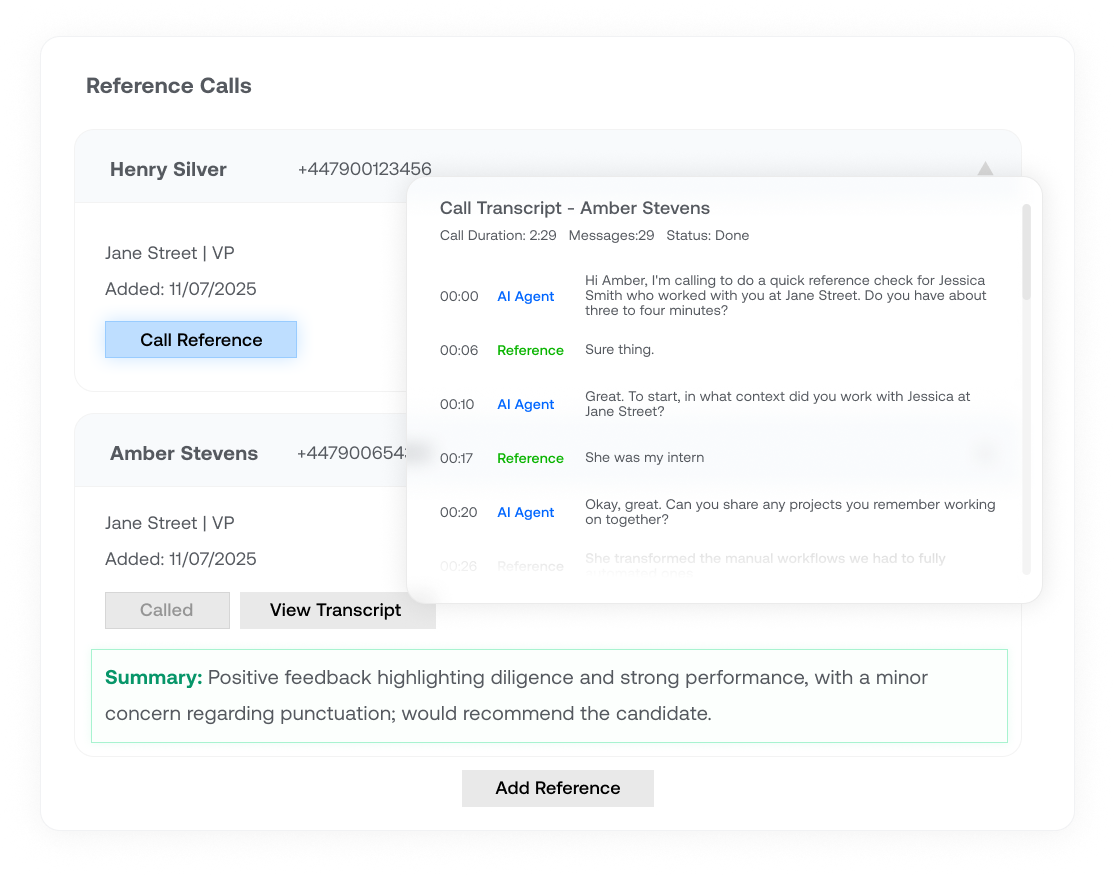 Reference Calls
Henry Silver +447900123456
Jane Street | VP
Added: 11/07/2025
Call Reference
Amber Stevens
Jane Street | VP
Added: 11/07/2025
Called View Transcript
Summary: Positive feedback highlighting diligence and strong performance, with a minor
concern regarding punctuation; would recommend the candidate.
Add Reference
Call Transcript - Amber Stevens
Call Duration: 2:29 Messages:29 Status: Done
00:00 AI Agent
Hi Amber, I'm calling to do a quick reference check for Jessica
Smith who worked with you at Jane Street. Do you have about
three to four minutes?
00:06 Reference Sure thing.
00:10 AI Agent
Great. To start, in what context did you work with Jessica at
Jane Street?
00:17 Reference She was my intern
00:20 AI Agent
Okay, great. Can you share any projects you remember working
on together?
00:26 Reference
She transformed the manual workflows we had to fully